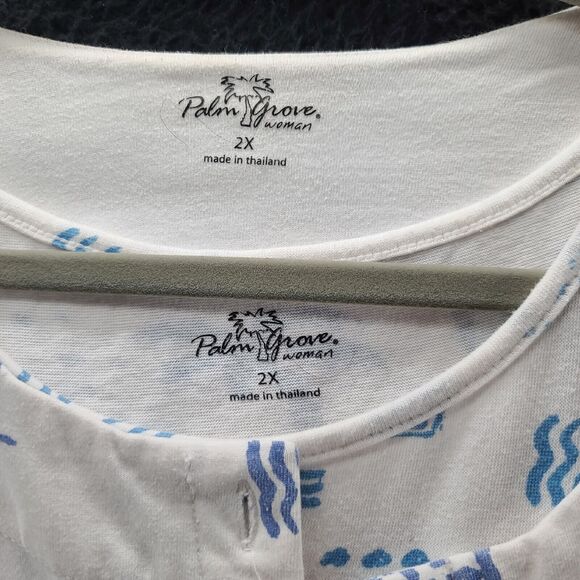 Palm Grove®
woman
2X
made in thailand
Palm Grove®
woman
2X
made in thailand